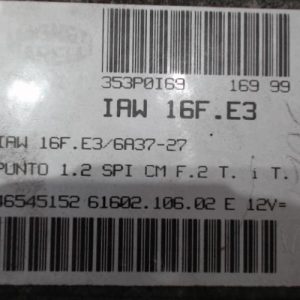 353P0I69 169 99
IAW 16F.E3
IAW 16F.E3/6A37-27
PUNTO 1.2 SPI CM F.2 T. i T.
46545152 61602.106.02 E 12V=